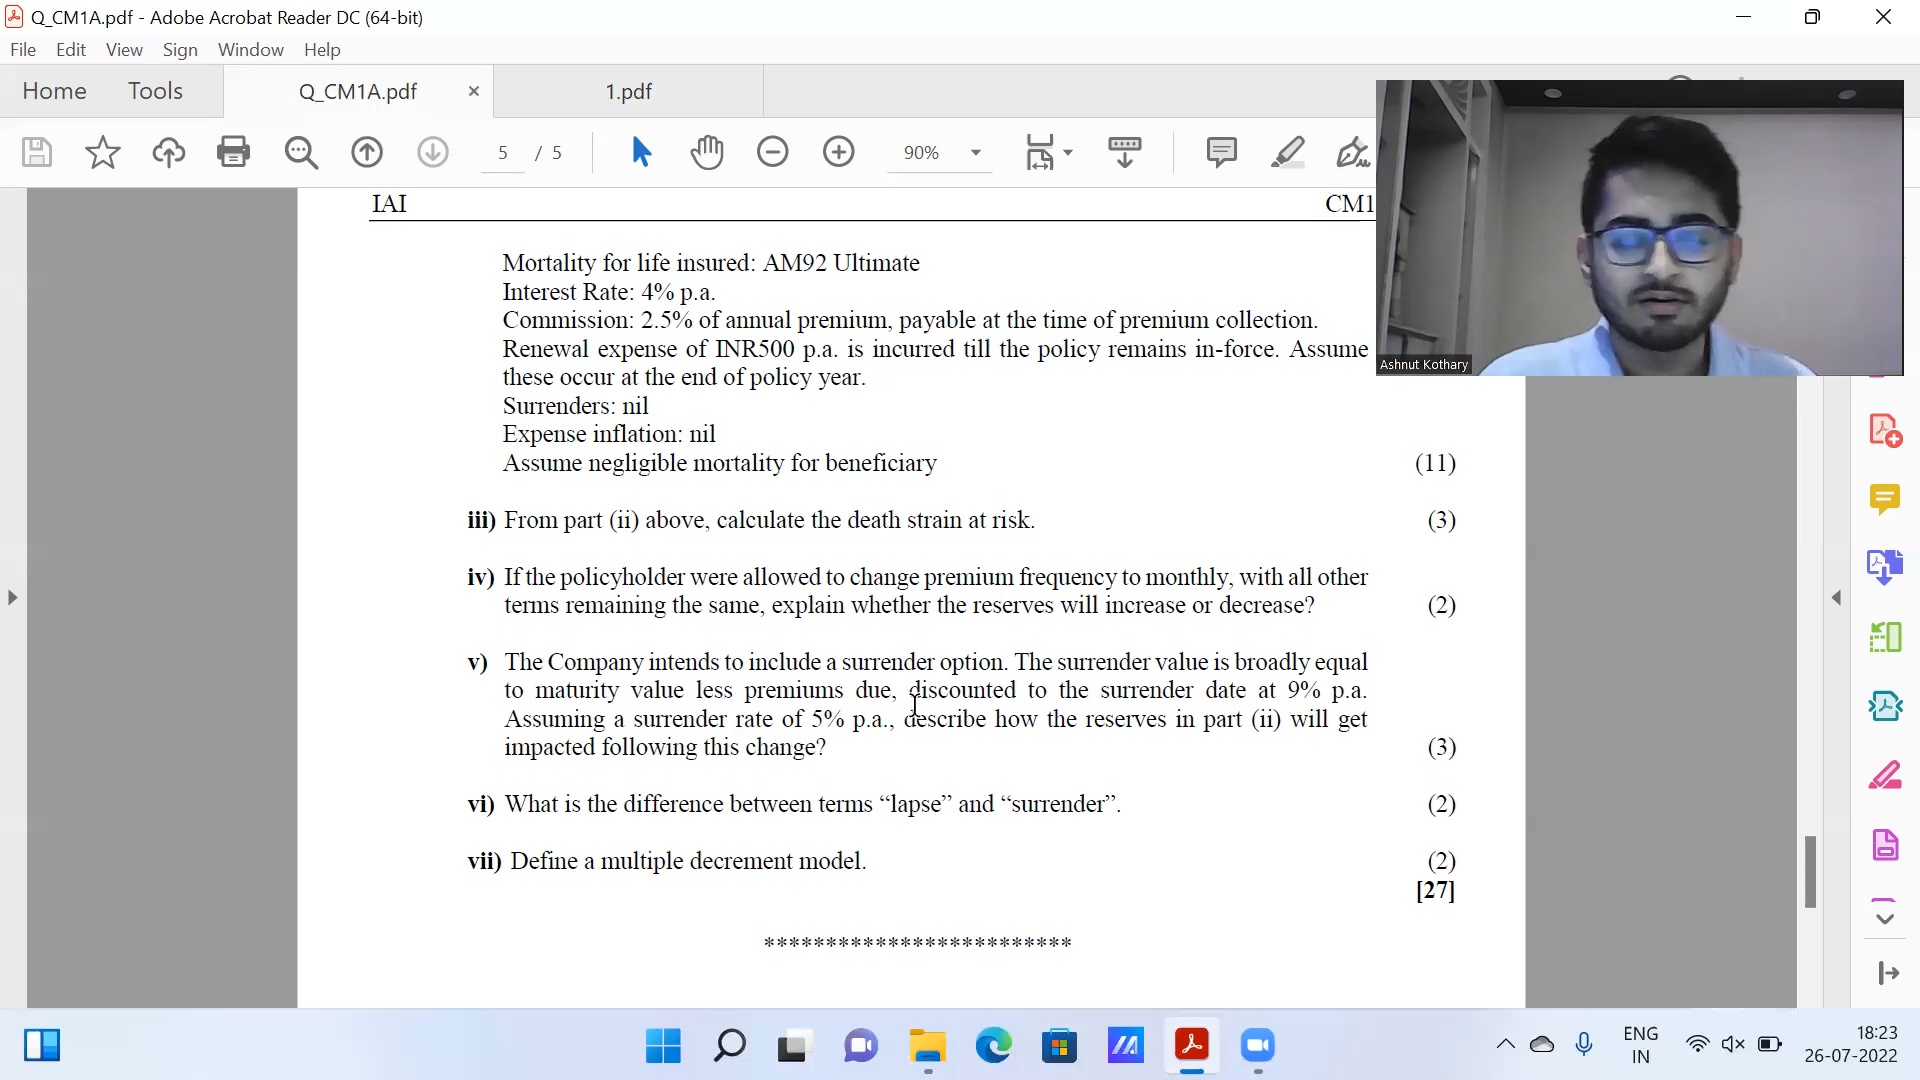 Q_CM1A.pdf - Adobe Acrobat Reader DC (64-bit)
File Edit View Sign Window Help
Home Tools Q_CM1A.pdf × 1.pdf
5 / 5 90%
IAI CM1
Mortality for life insured: AM92 Ultimate
Interest Rate: 4% p.a.
Commission: 2.5% of annual premium, payable at the time of premium collection.
Renewal expense of INR500 p.a. is incurred till the policy remains in-force. Assume
these occur at the end of policy year.
Surrenders: nil
Expense inflation: nil
Assume negligible mortality for beneficiary (11)
iii) From part (ii) above, calculate the death strain at risk. (3)
iv) If the policyholder were allowed to change premium frequency to monthly, with all other
terms remaining the same, explain whether the reserves will increase or decrease? (2)
v) The Company intends to include a surrender option. The surrender value is broadly equal
to maturity value less premiums due, discounted to the surrender date at 9% p.a.
Assuming a surrender rate of 5% p.a., describe how the reserves in part (ii) will get
impacted following this change? (3)
vi) What is the difference between terms “lapse” and “surrender”. (2)
vii) Define a multiple decrement model. (2)
[27]
*************************
Ashnut Kothary
ENG
IN
18:23
26-07-2022